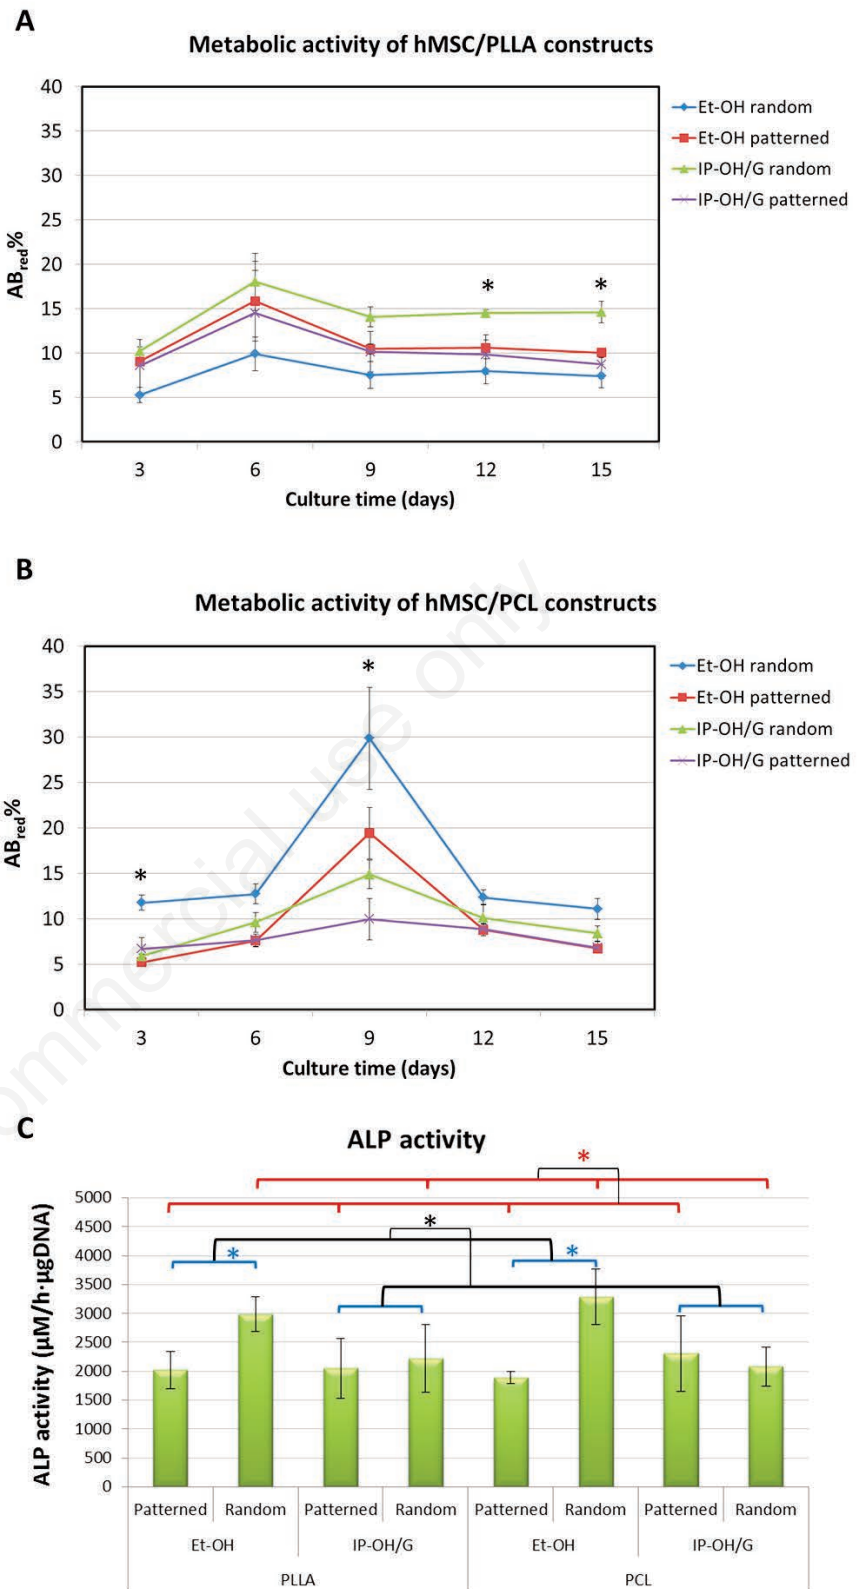 A
Metabolic activity of hMSC/PLLA constructs
40
35
30
25
20
15
10
5
0
AB_red%
* *
3 6 9 12 15
Culture time (days)
Et-OH random
Et-OH patterned
IP-OH/G random
IP-OH/G patterned
B
Metabolic activity of hMSC/PCL constructs
40
35
30
25
20
15
10
5
0
AB_red%
* *
3 6 9 12 15
Culture time (days)
Et-OH random
Et-OH patterned
IP-OH/G random
IP-OH/G patterned
ommercial use only
C
ALP activity
5000
4500
4000
3500
3000
2500
2000
1500
1000
500
0
ALP activity (µM/h·µgDNA)
*
*
* *
Patterned Random Patterned Random Patterned Random Patterned Random
Et-OH IP-OH/G Et-OH IP-OH/G
PLLA PCL